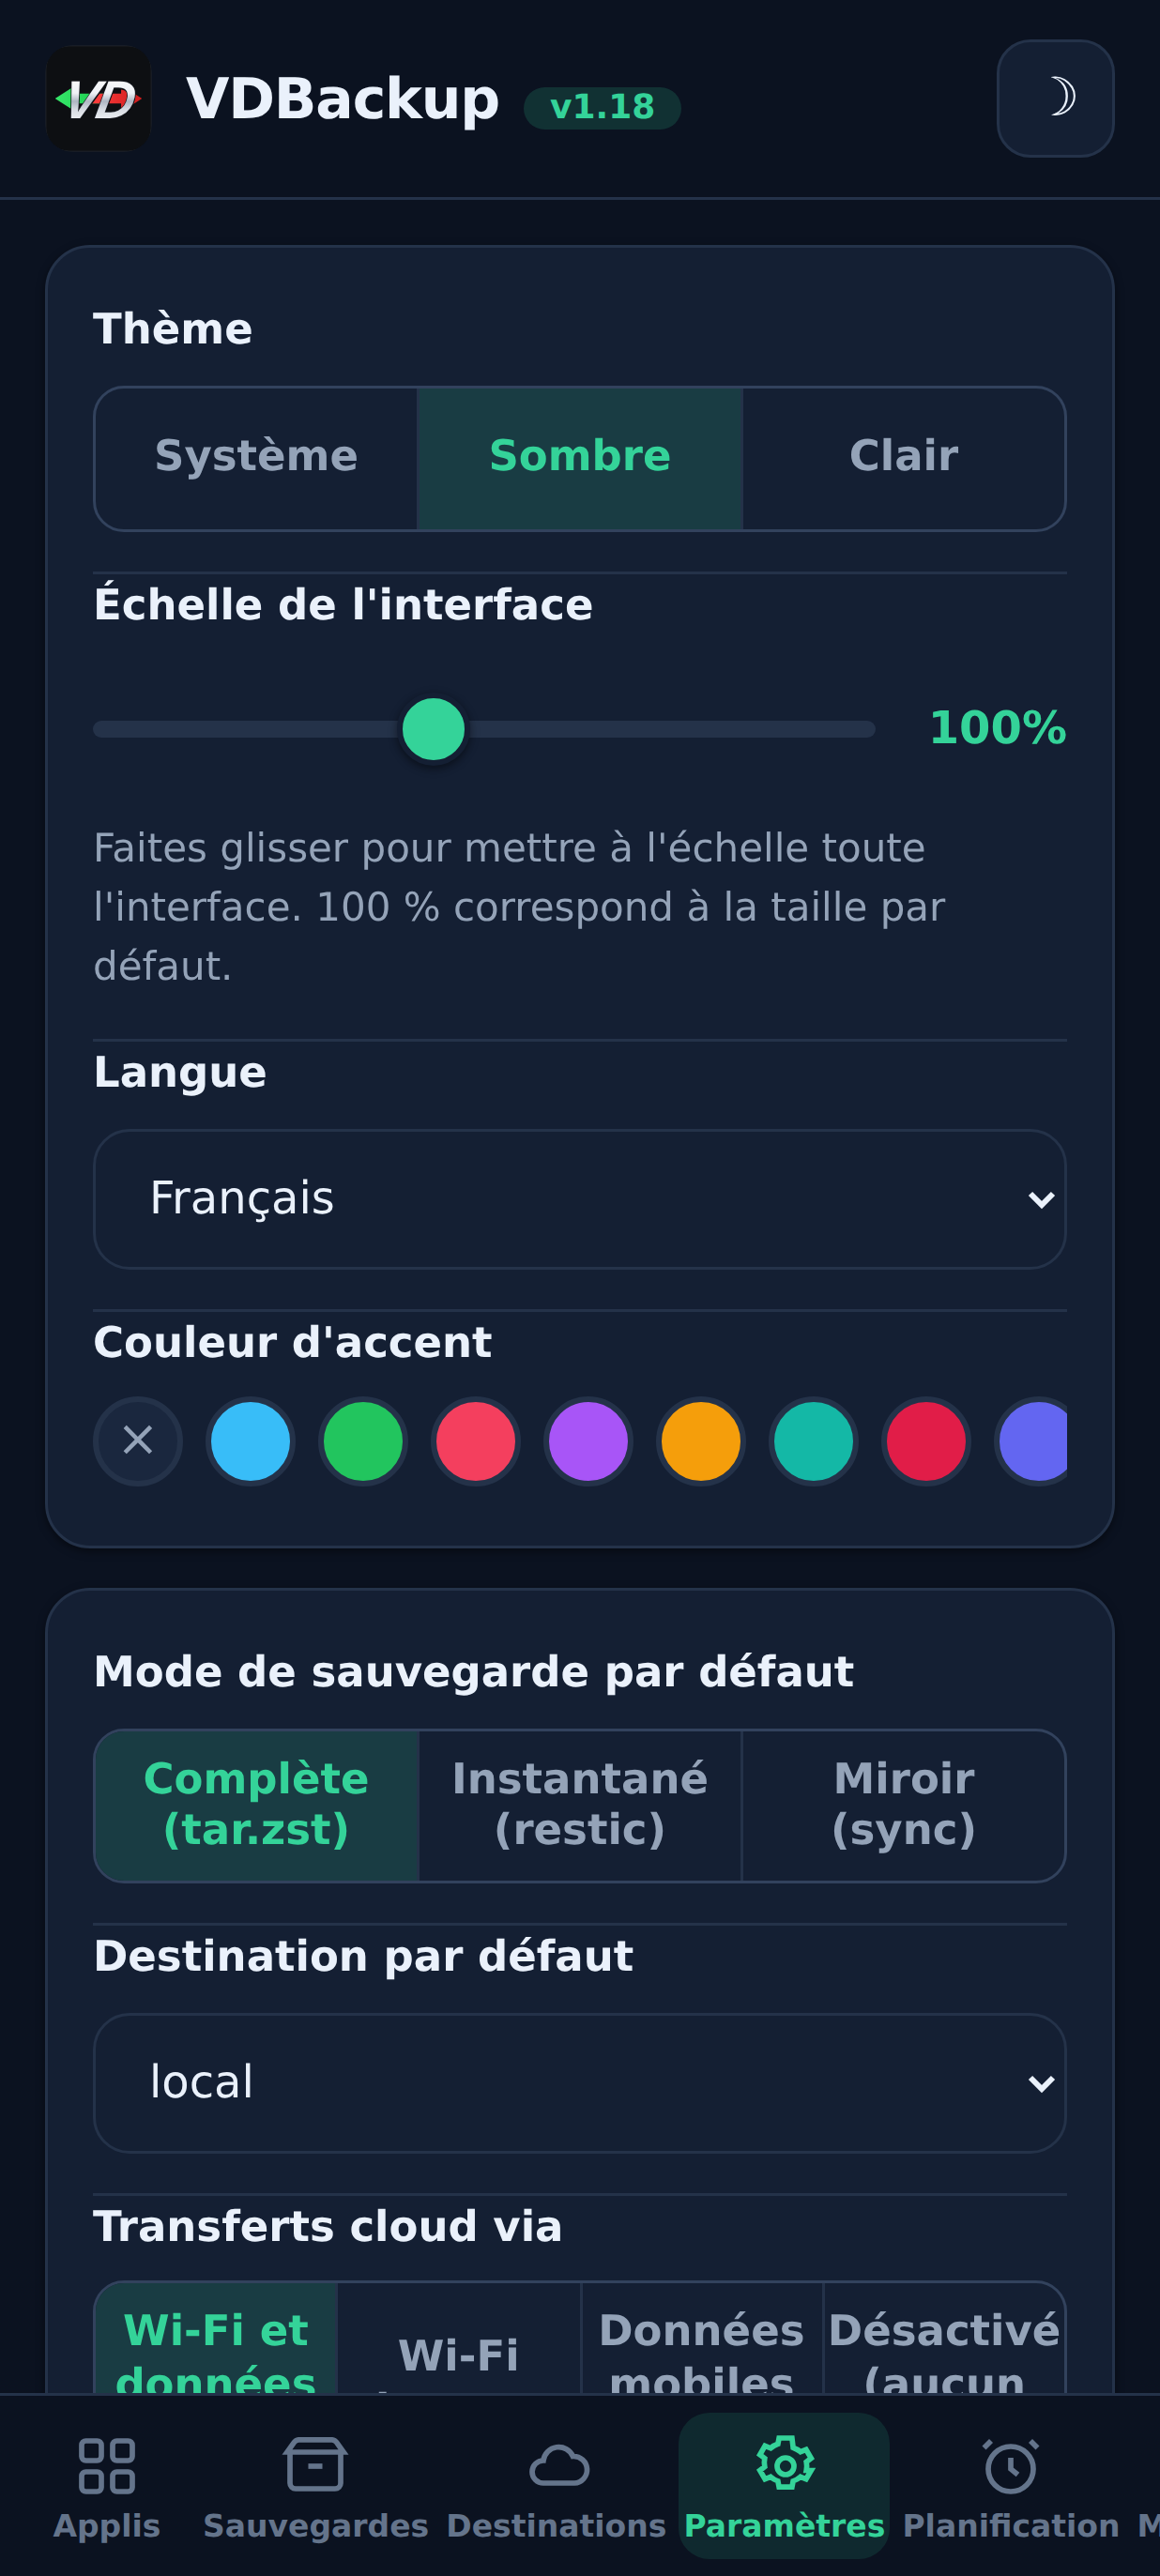 VD
VDBackup v1.18
Thème
Système Sombre Clair
Échelle de l'interface
100%
Faites glisser pour mettre à l'échelle toute
l'interface. 100 % correspond à la taille par
défaut.
Langue
Français
Couleur d'accent
Mode de sauvegarde par défaut
Complète (tar.zst)
Instantané (restic)
Miroir (sync)
Destination par défaut
local
Transferts cloud via
Wi-Fi et données
Wi-Fi
Données mobiles
Désactivé (aucun
Applis Sauvegardes Destinations Paramètres Planification